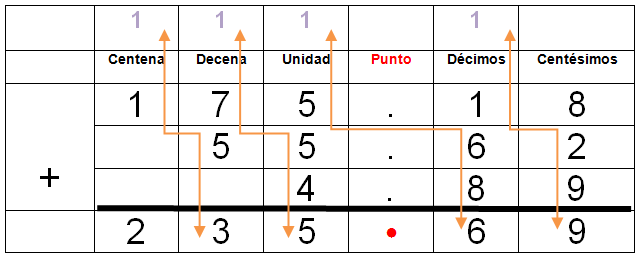 1 1 1 1
Centena Decena Unidad Punto Décimos Centésimos
1 7 5 . 1 8
5 5 . 6 2
+ 4 . 8 9
2 3 5 . 6 9